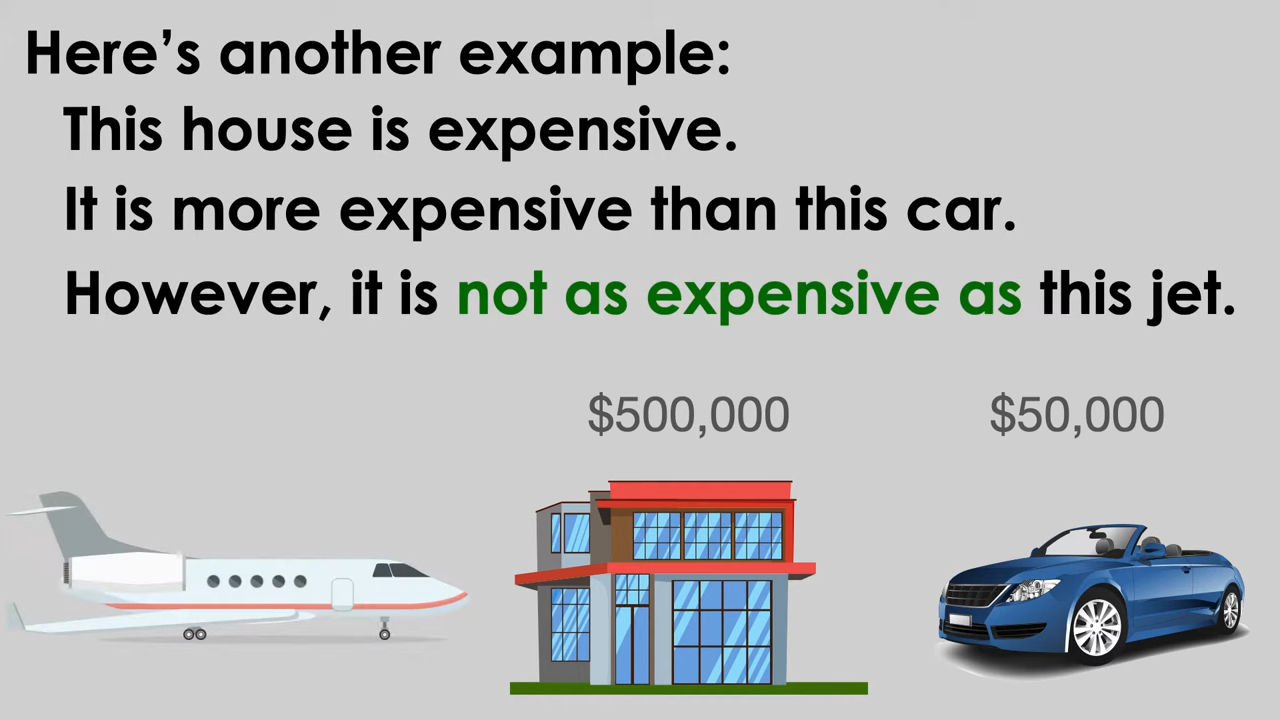 Here’s another example:
This house is expensive.
It is more expensive than this car.
However, it is not as expensive as this jet.
$500,000
$50,000